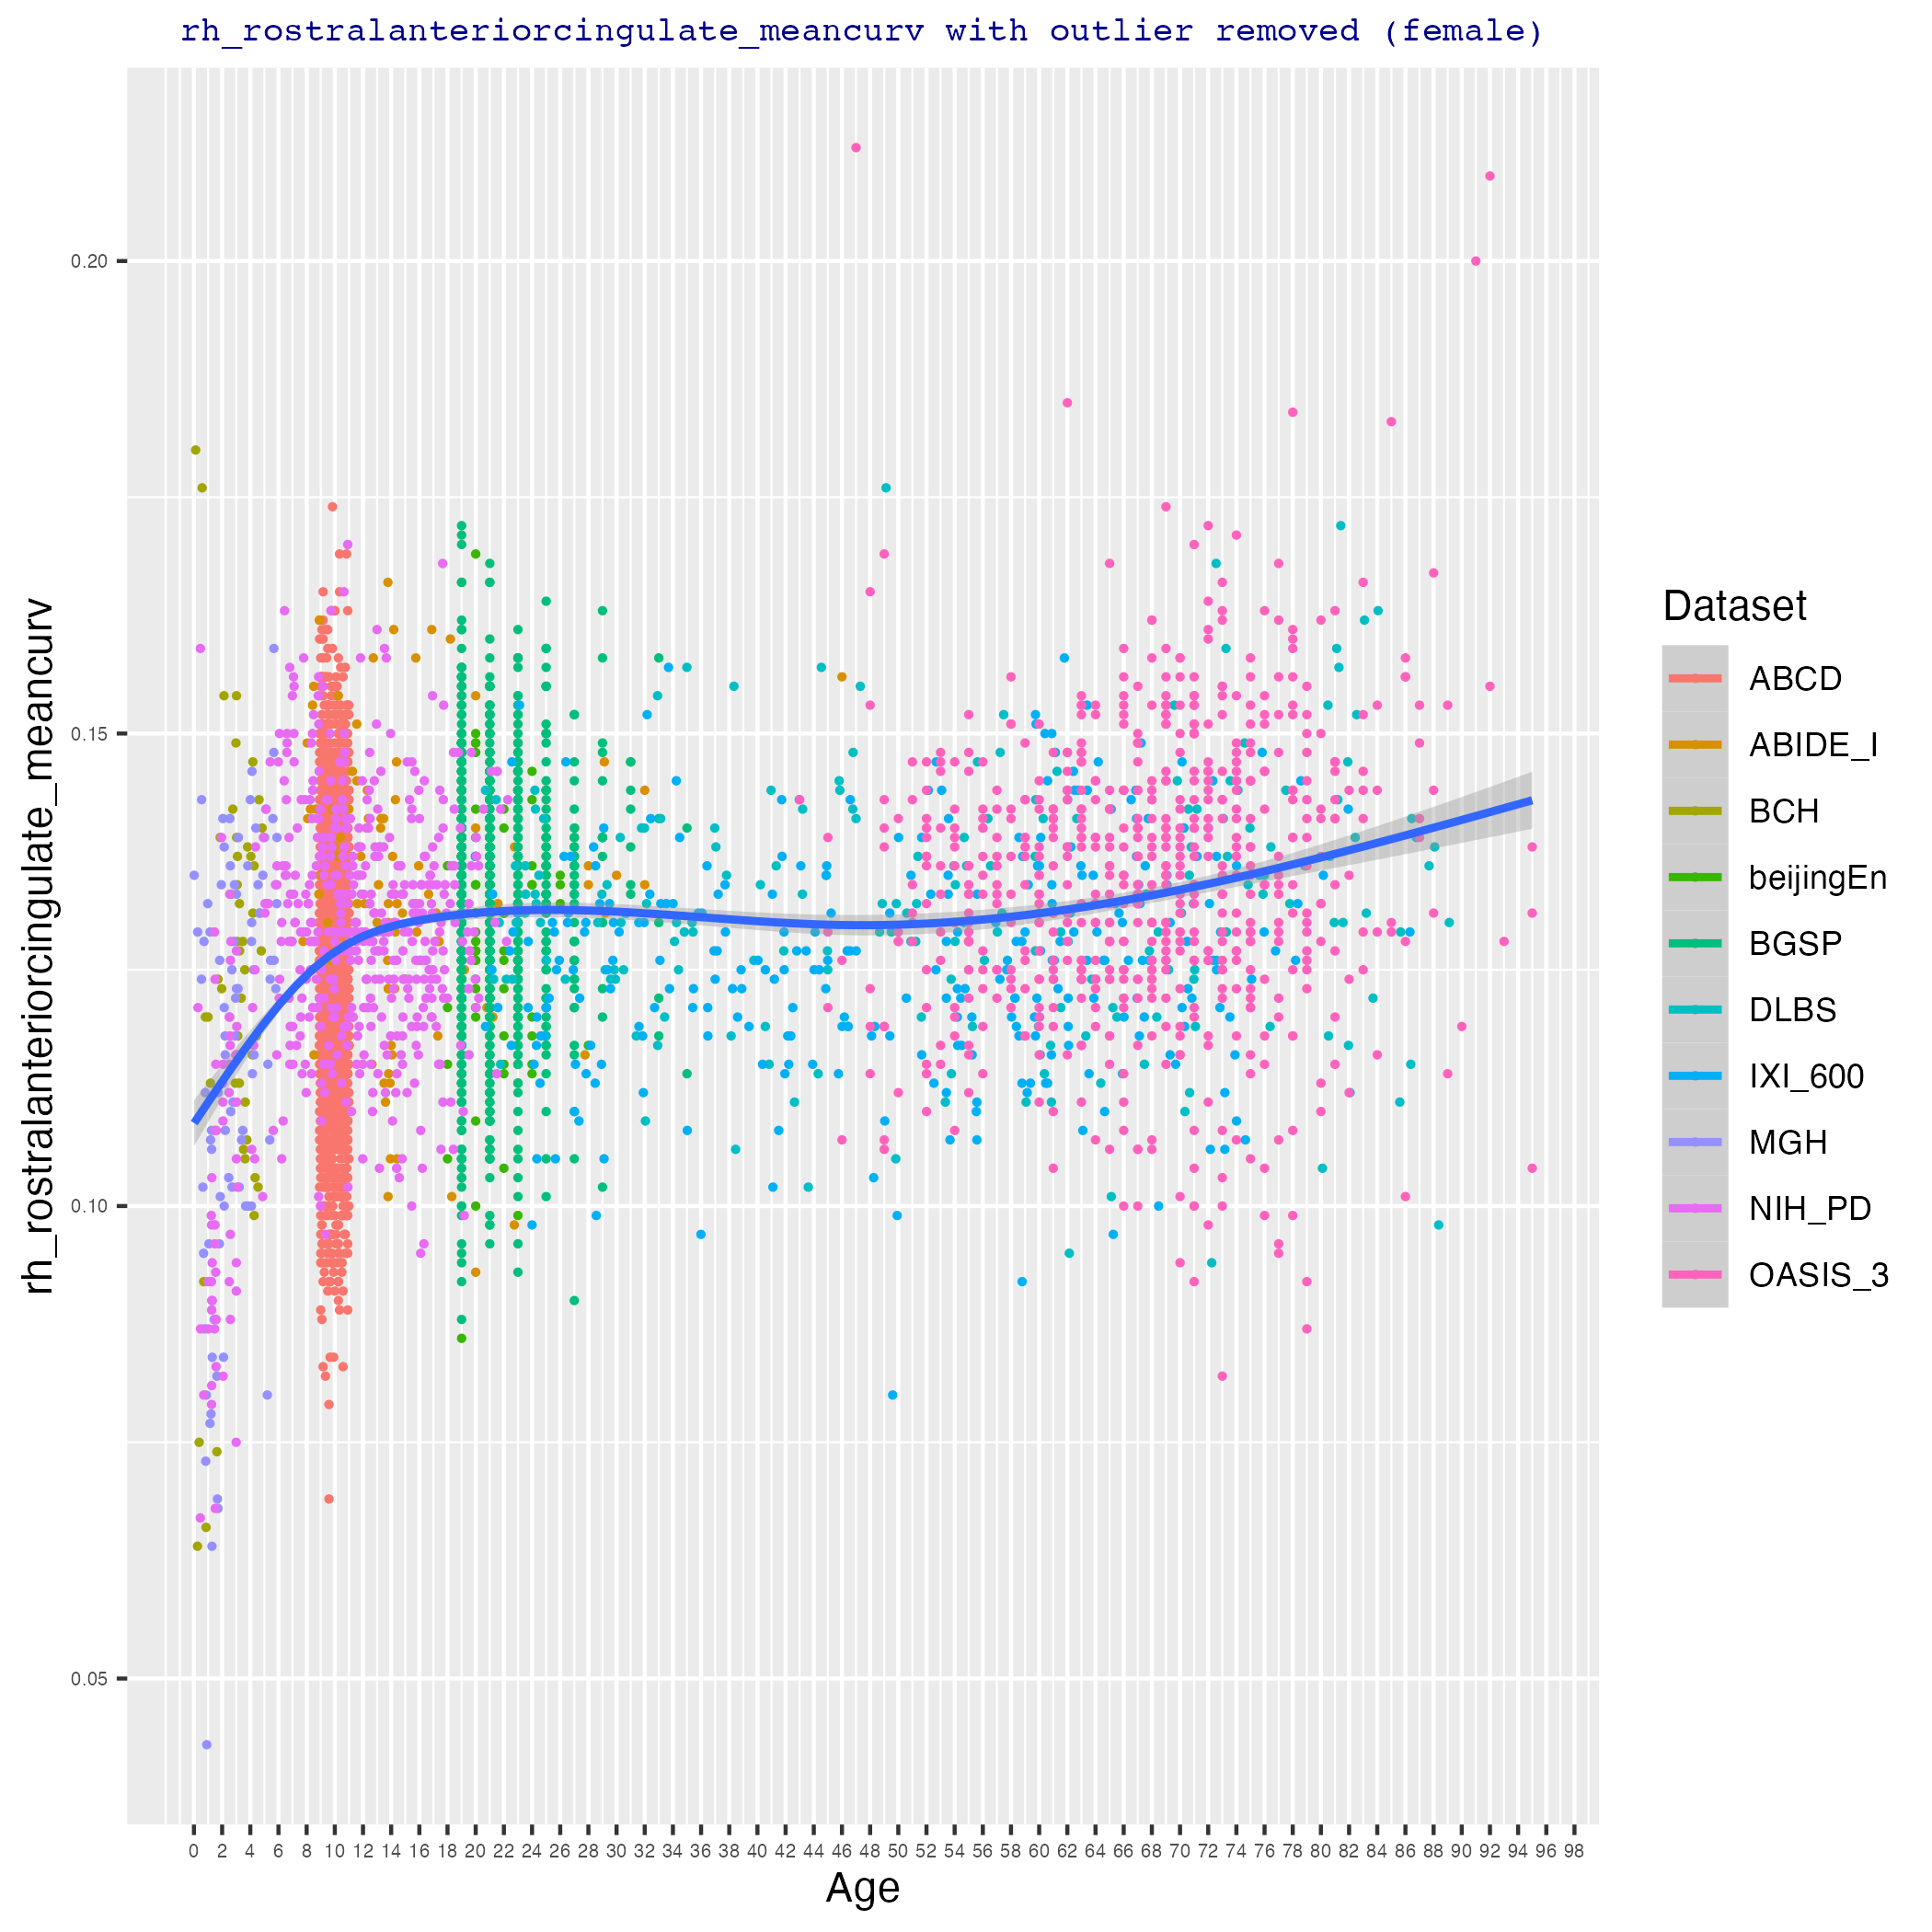 rh_rostralanteriorcingulate_meancurv with outlier removed (female)
rh_rostralanteriorcingulate_meancurv
0.20
0.15
0.10
0.05
0 2 4 6 8 10 12 14 16 18 20 22 24 26 28 30 32 34 36 38 40 42 44 46 48 50 52 54 56 58 60 62 64 66 68 70 72 74 76 78 80 82 84 86 88 90 92 94 96 98
Age
Dataset
ABCD
ABIDE_I
BCH
beijingEn
BGSP
DLBS
IXI_600
MGH
NIH_PD
OASIS_3